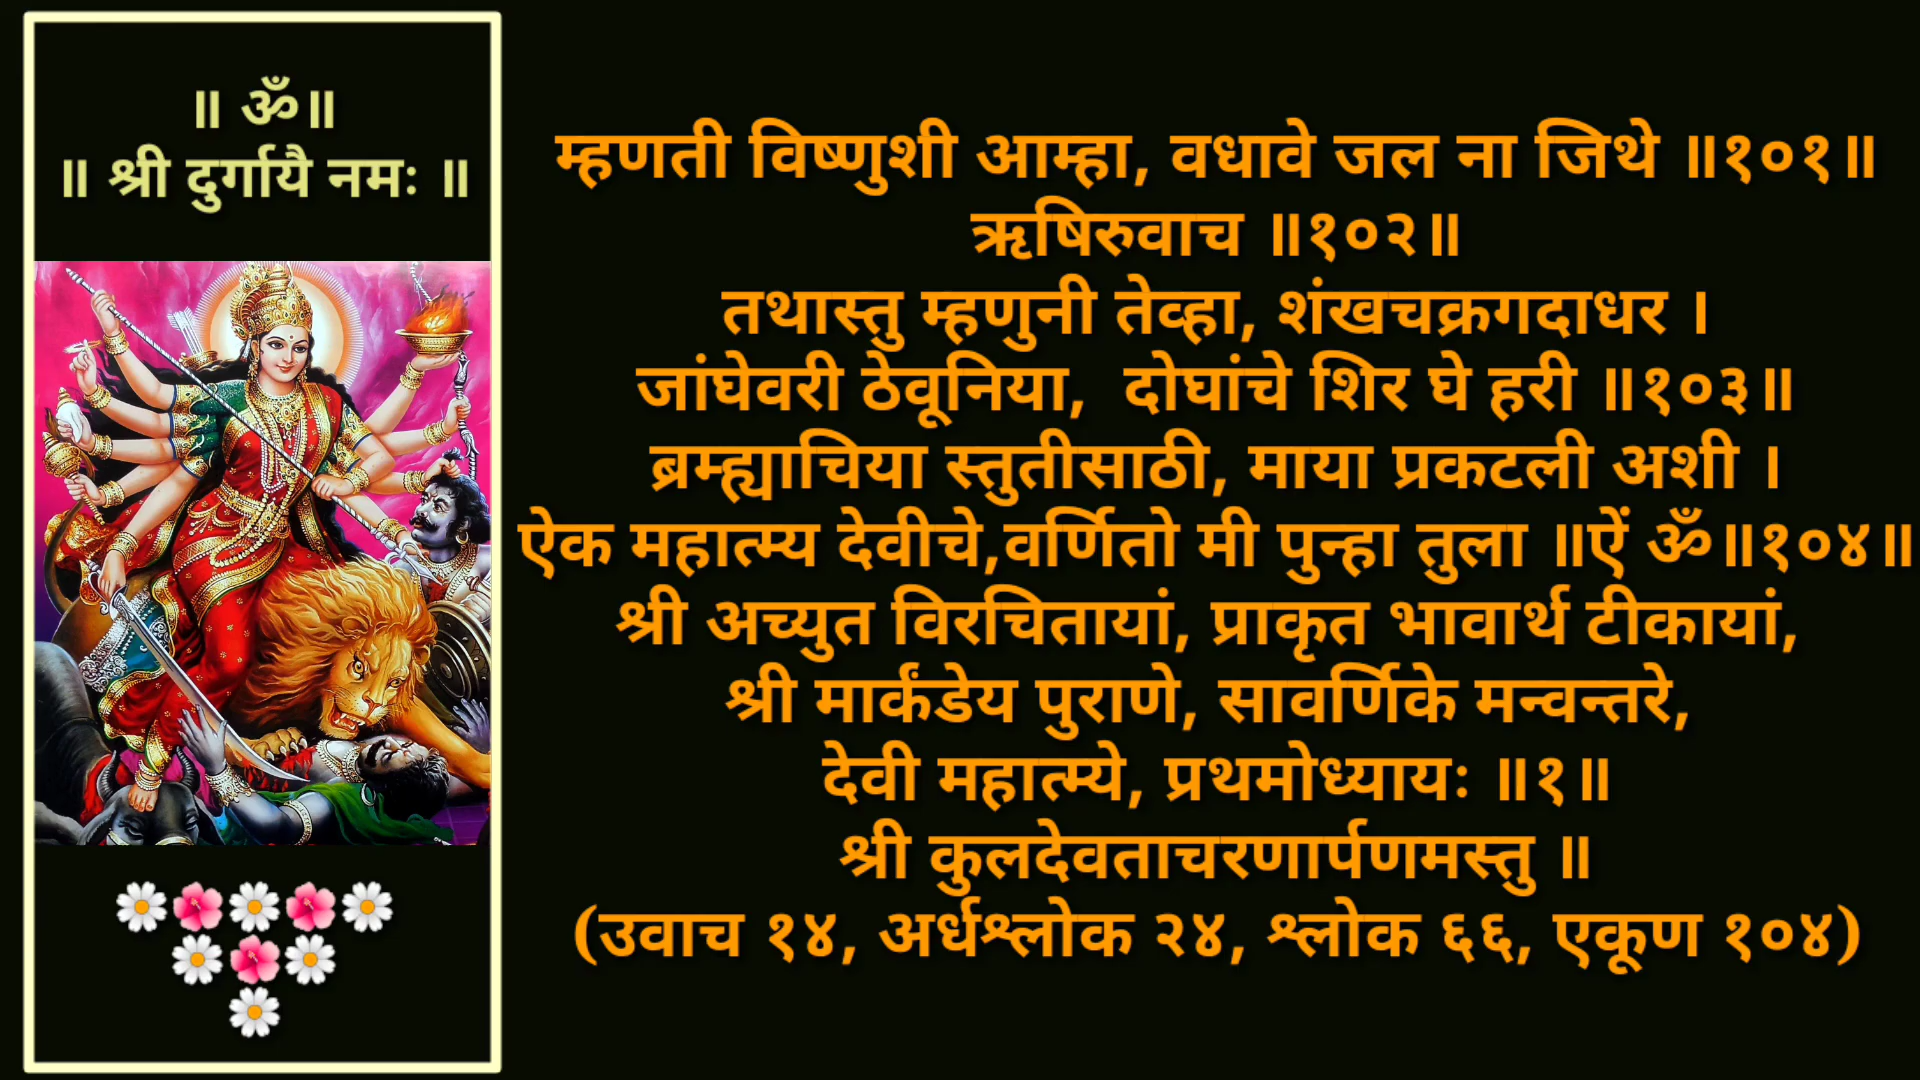 ॥ ॐ॥
॥ श्री दुर्गायै नमः ॥
म्हणती विष्णुशी आम्हा, वधावे जल ना जिथे ॥१०१॥
ऋषिरुवाच ॥१०२॥
तथास्तु म्हणुनी तेव्हा, शंखचक्रगदाधर ।
जांघेवरी ठेवूनिया,  दोघांचे शिर घे हरी ॥१०३॥
ब्रम्ह्याचिया स्तुतीसाठी, माया प्रकटली अशी ।
ऐक महात्म्य देवीचे,वर्णितो मी पुन्हा तुला ॥ऐं ॐ॥१०४॥
श्री अच्युत विरचितायां, प्राकृत भावार्थ टीकायां,
श्री मार्कंडेय पुराणे, सावर्णिके मन्वन्तरे,
देवी महात्म्ये, प्रथमोध्यायः ॥१॥
श्री कुलदेवताचरणार्पणमस्तु ॥
(उवाच १४, अर्धश्लोक २४, श्लोक ६६, एकूण १०४)